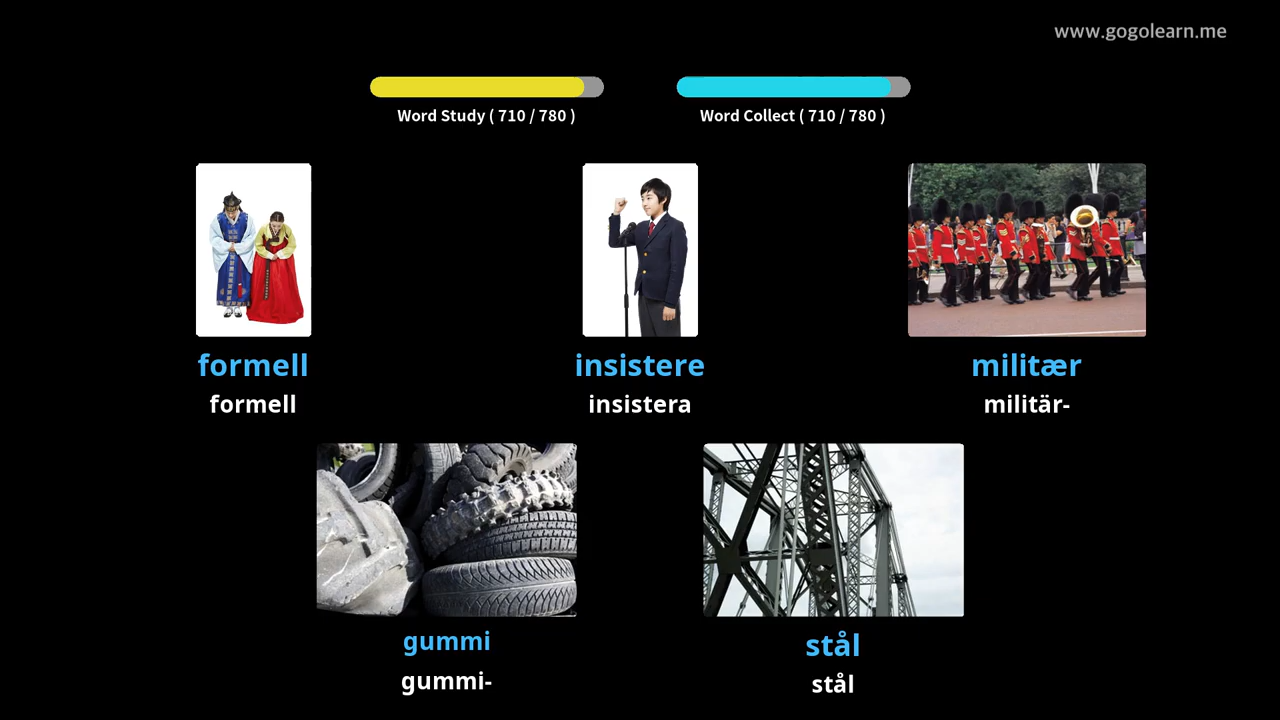 www.gogolearn.me
Word Study ( 710 / 780 )
Word Collect ( 710 / 780 )
formell
formell
insistere
insistera
militær
militär-
gummi
gummi-
stål
stål